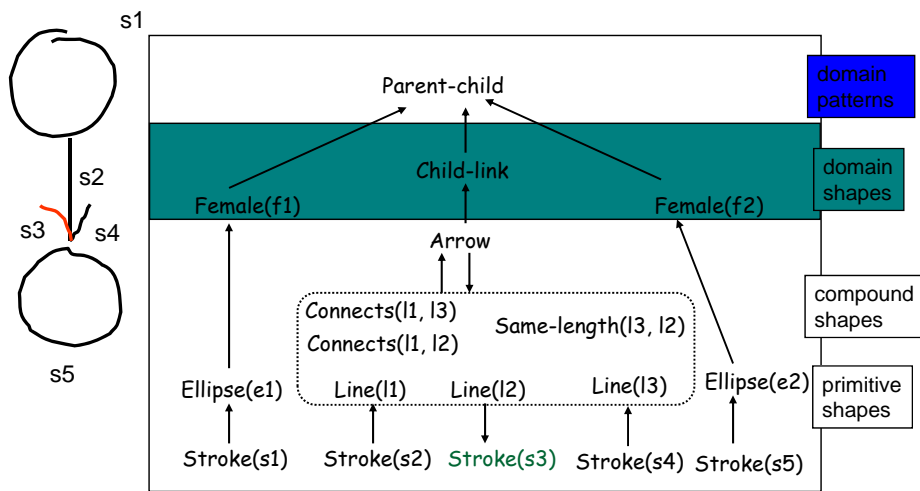 s1
s2
s3
s4
s5
Parent-child
domain
patterns
Child-link
Female(f1)
Female(f2)
domain
shapes
Arrow
Connects(l1, l3)
Same-length(l3, l2)
Connects(l1, l2)
compound
shapes
Ellipse(e1)
Line(l1)
Line(l2)
Line(l3)
Ellipse(e2)
primitive
shapes
Stroke(s1)
Stroke(s2)
Stroke(s3)
Stroke(s4)
Stroke(s5)